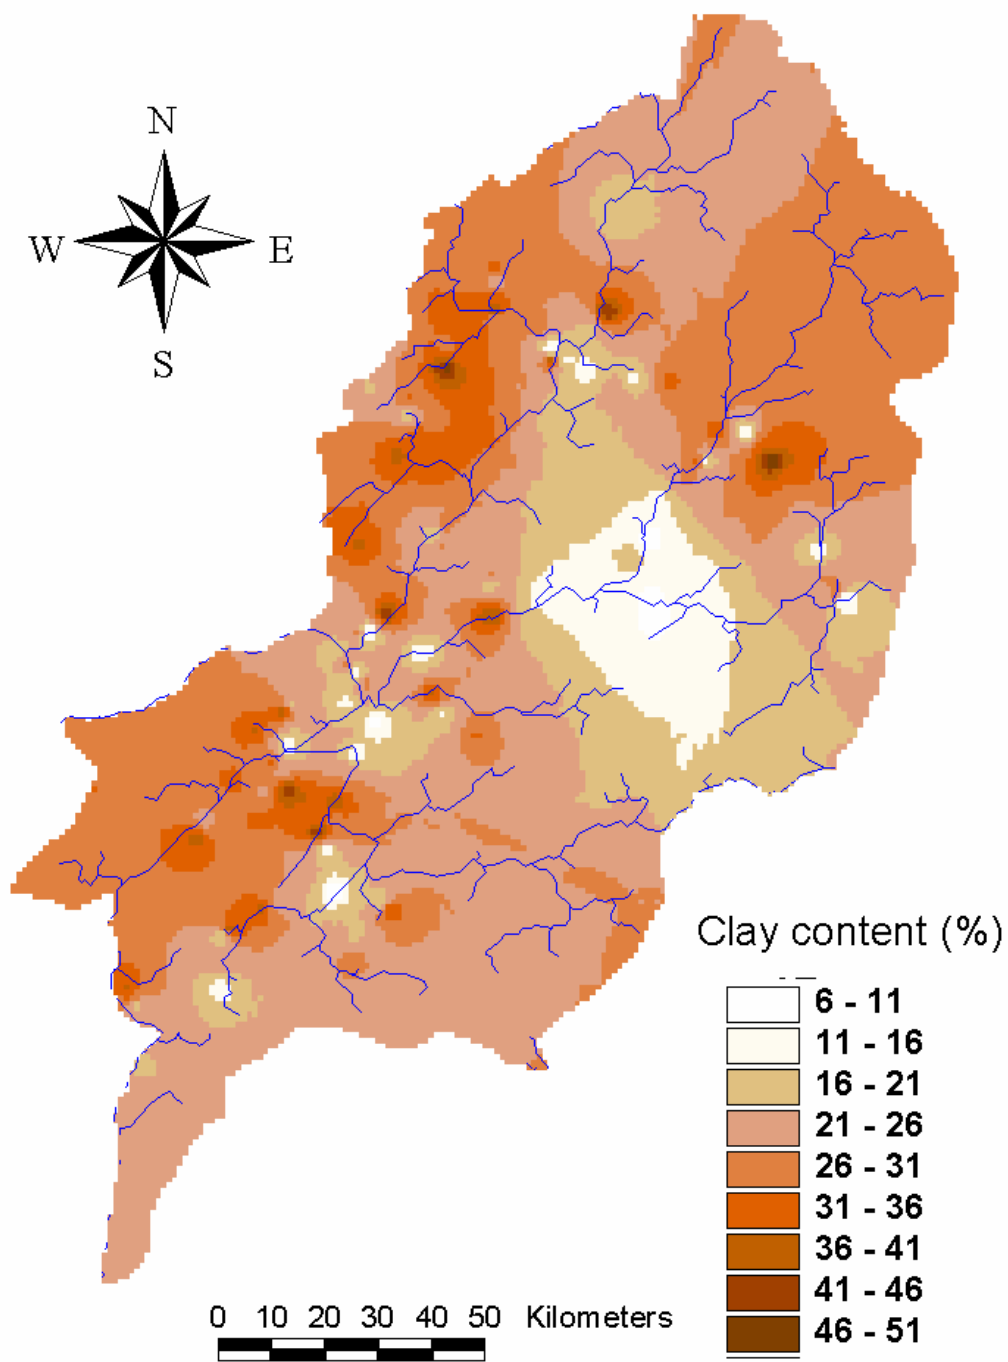 N
W E
S
Clay content (%)
6 - 11
11 - 16
16 - 21
21 - 26
26 - 31
31 - 36
36 - 41
41 - 46
46 - 51
0 10 20 30 40 50 Kilometers